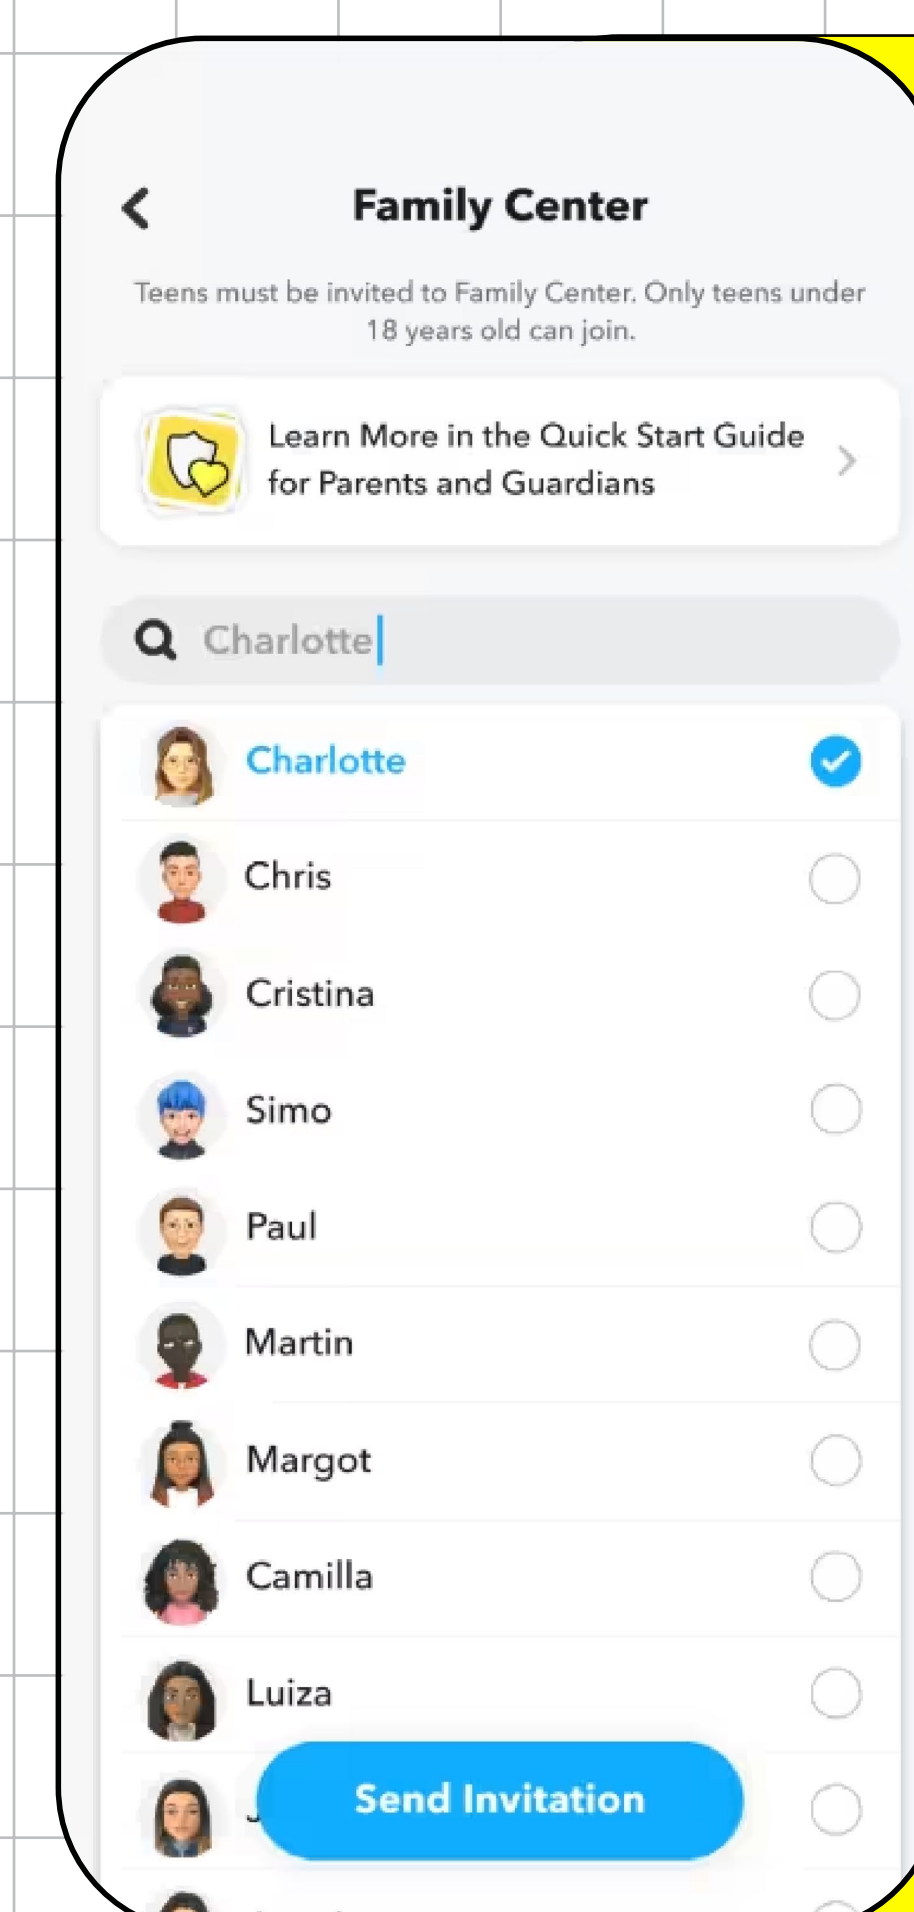 Family Center
Teens must be invited to Family Center. Only teens under
18 years old can join.
Learn More in the Quick Start Guide
for Parents and Guardians
Charlotte
Charlotte
Chris
Cristina
Simo
Paul
Martin
Margot
Camilla
Luiza
Send Invitation